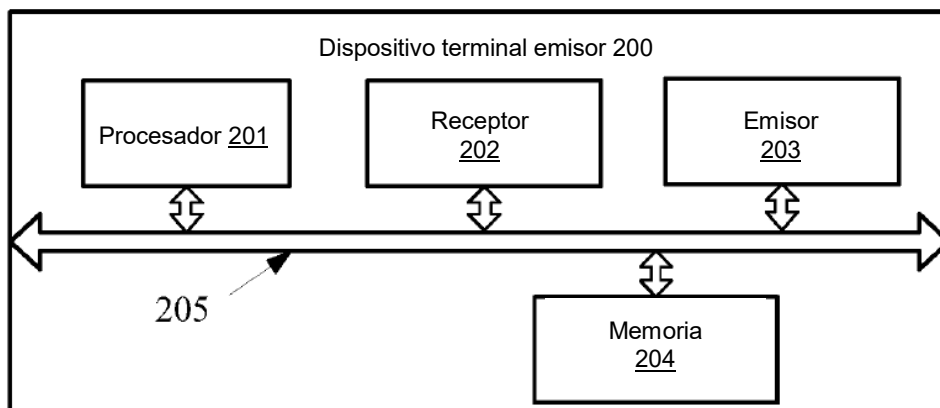 Dispositivo terminal emisor 200
Procesador 201
Receptor
202
Emisor
203
205
Memoria
204